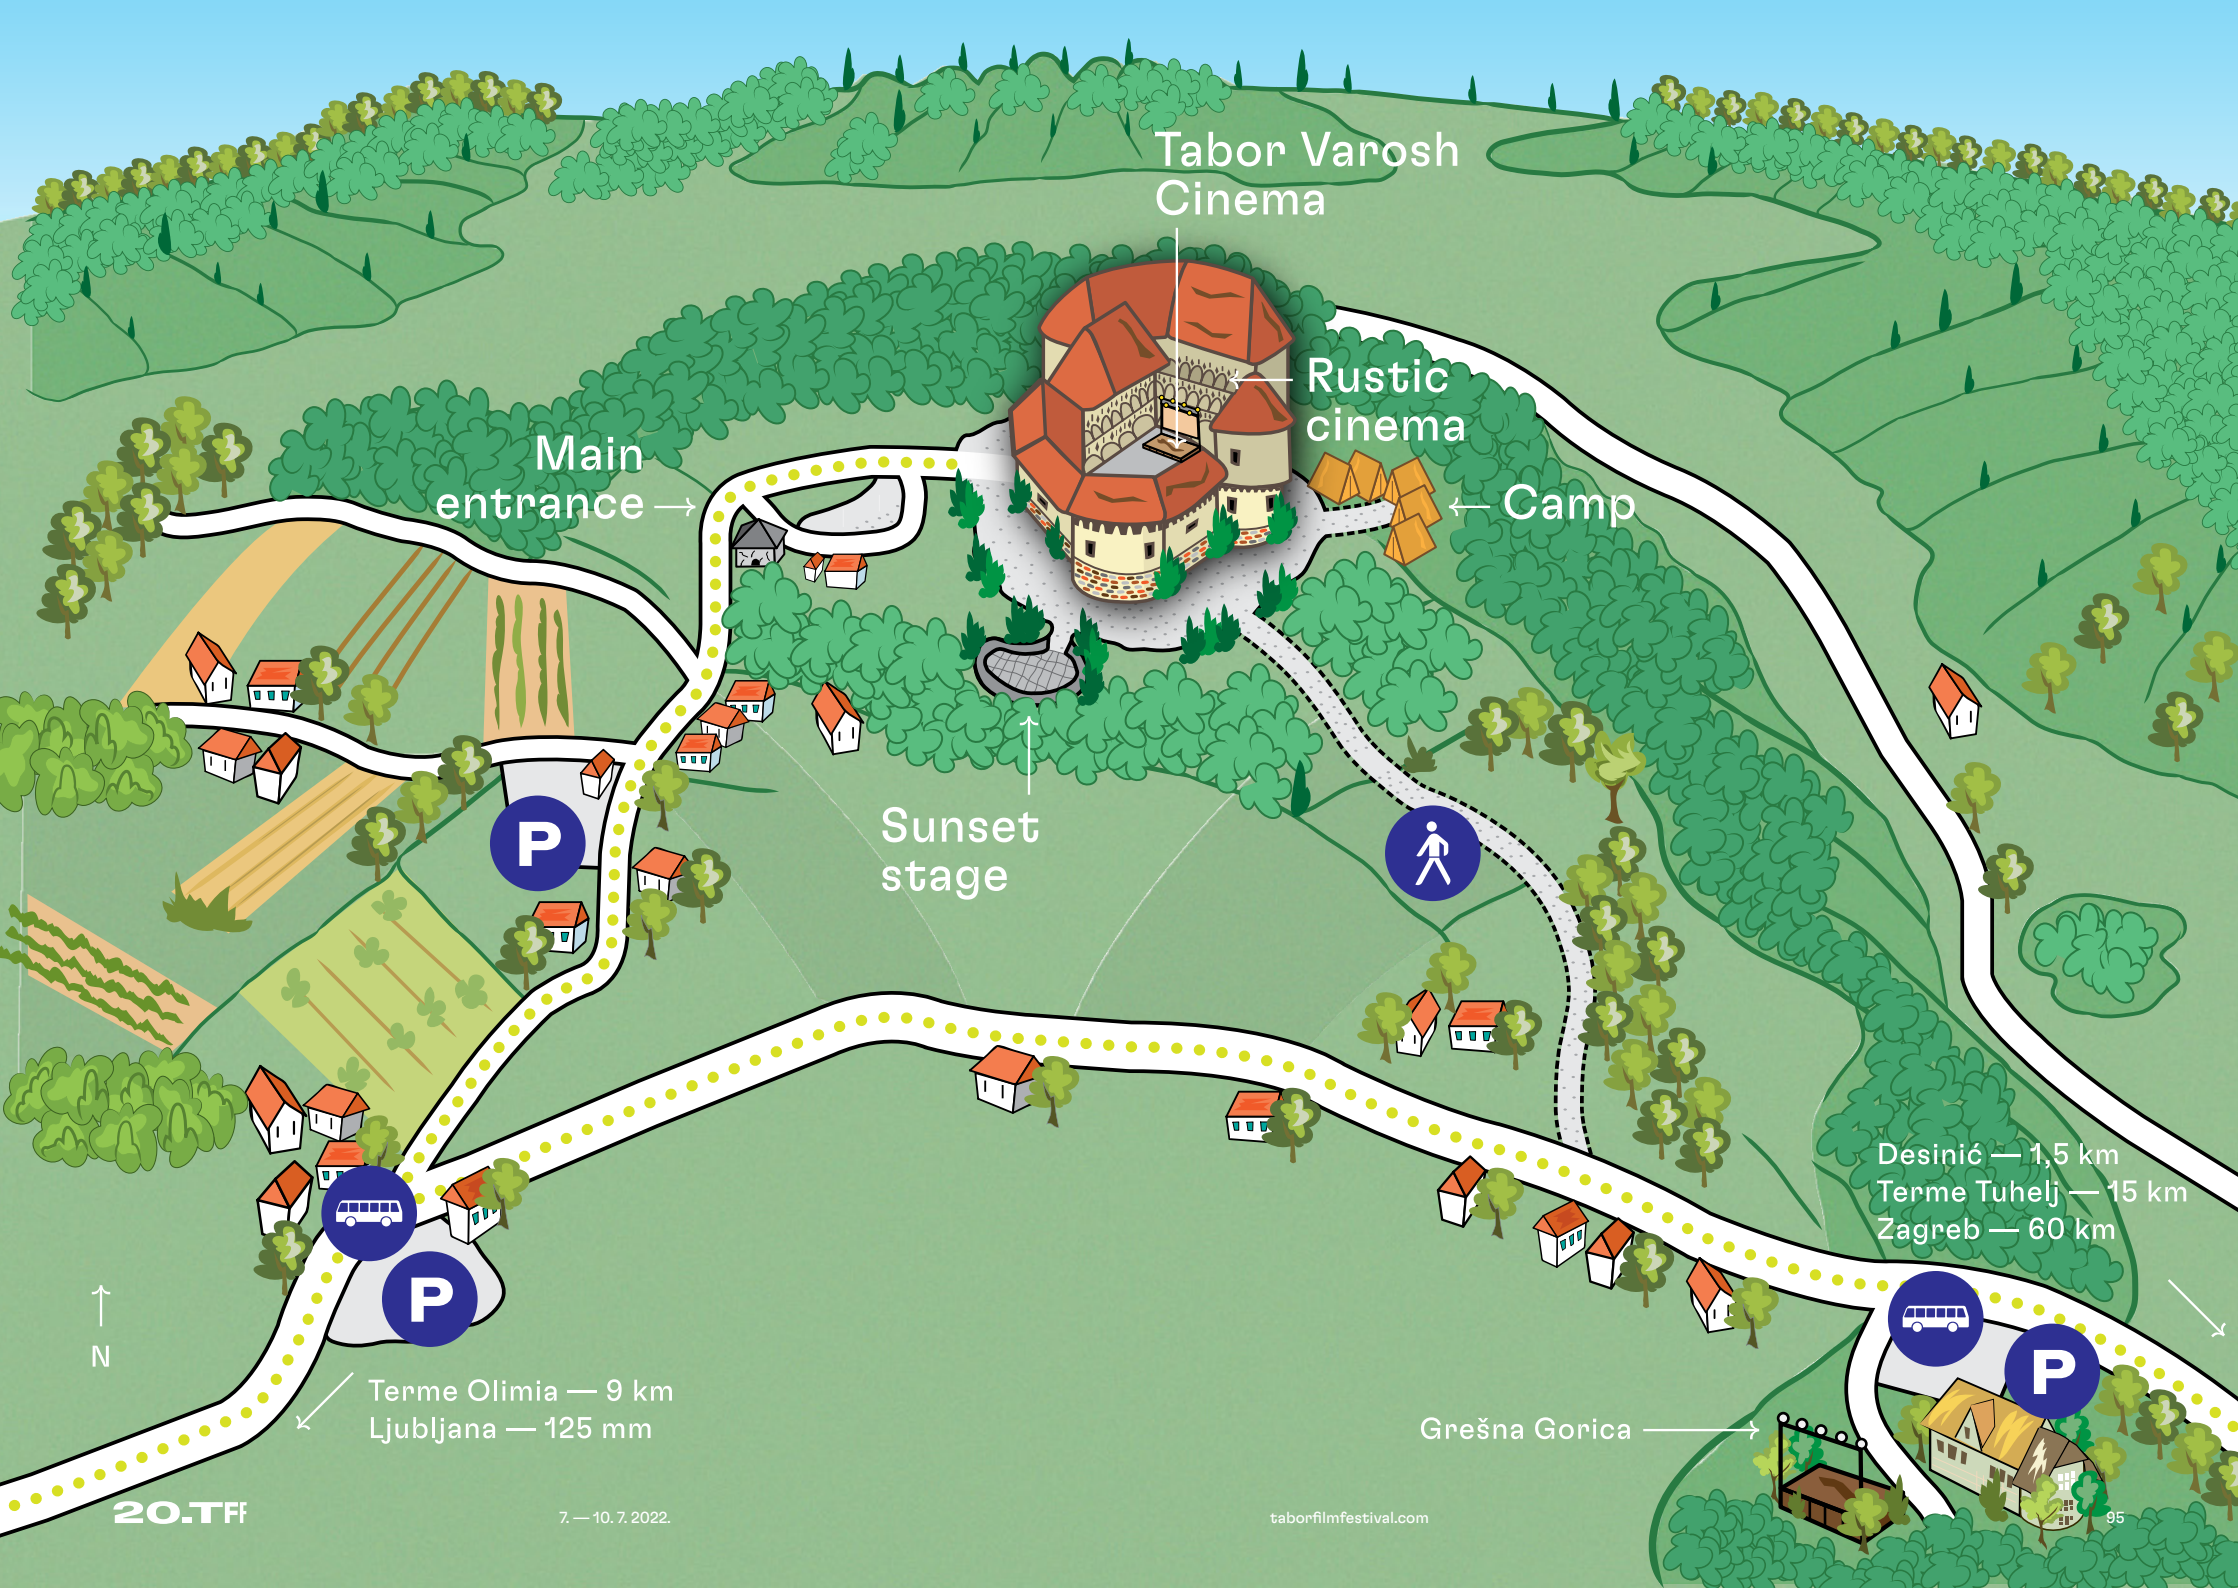 Tabor Varosh
Cinema
Rustic
cinema
Main
entrance
Camp
Sunset
stage
P
Desinić — 1,5 km
Terme Tuhelj — 15 km
Zagreb — 60 km
P
P
N
Terme Olimia — 9 km
Ljubljana — 125 mm
Grešna Gorica
20.TFF
7. — 10. 7. 2022.
taborfilmfestival.com
95